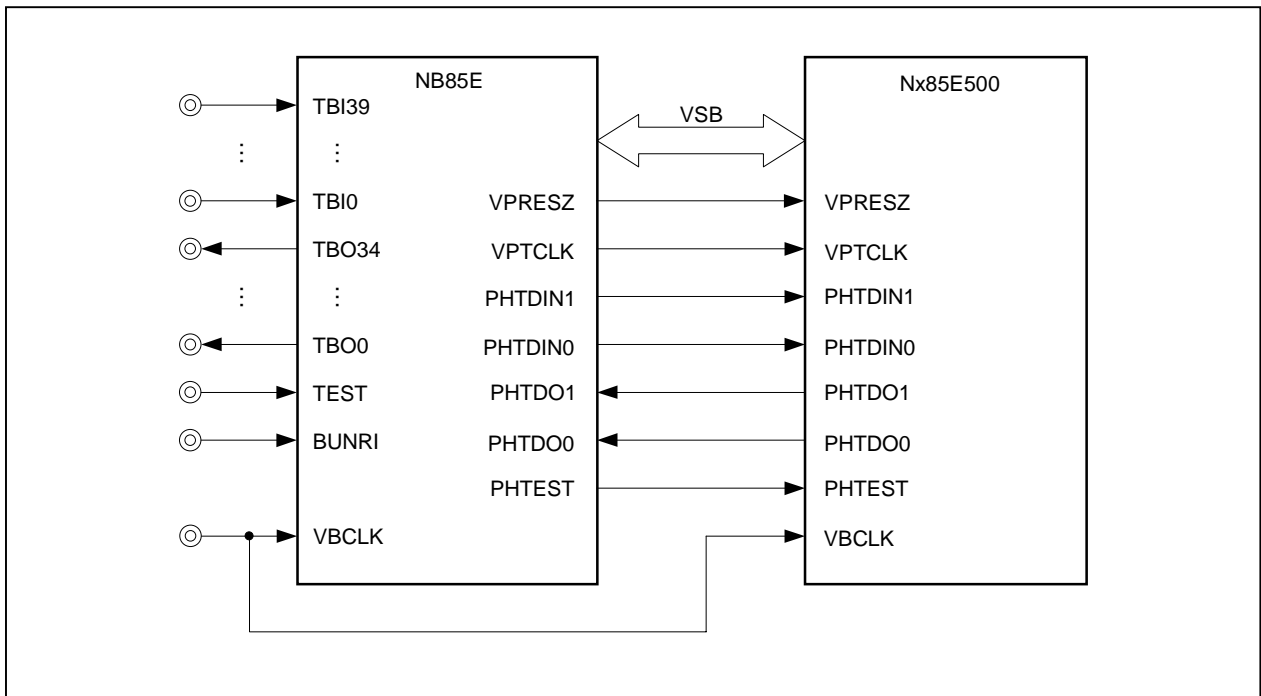 NB85E
Nx85E500
TBI39
VSB
⋮ ⋮
TBI0
VPRESZ
VPRESZ
TBO34
VPTCLK
VPTCLK
⋮ ⋮
PHTDIN1
PHTDIN1
TBO0
PHTDIN0
PHTDIN0
TEST
PHTDO1
PHTDO1
BUNRI
PHTDO0
PHTDO0
PHTEST
PHTEST
VBCLK
VBCLK